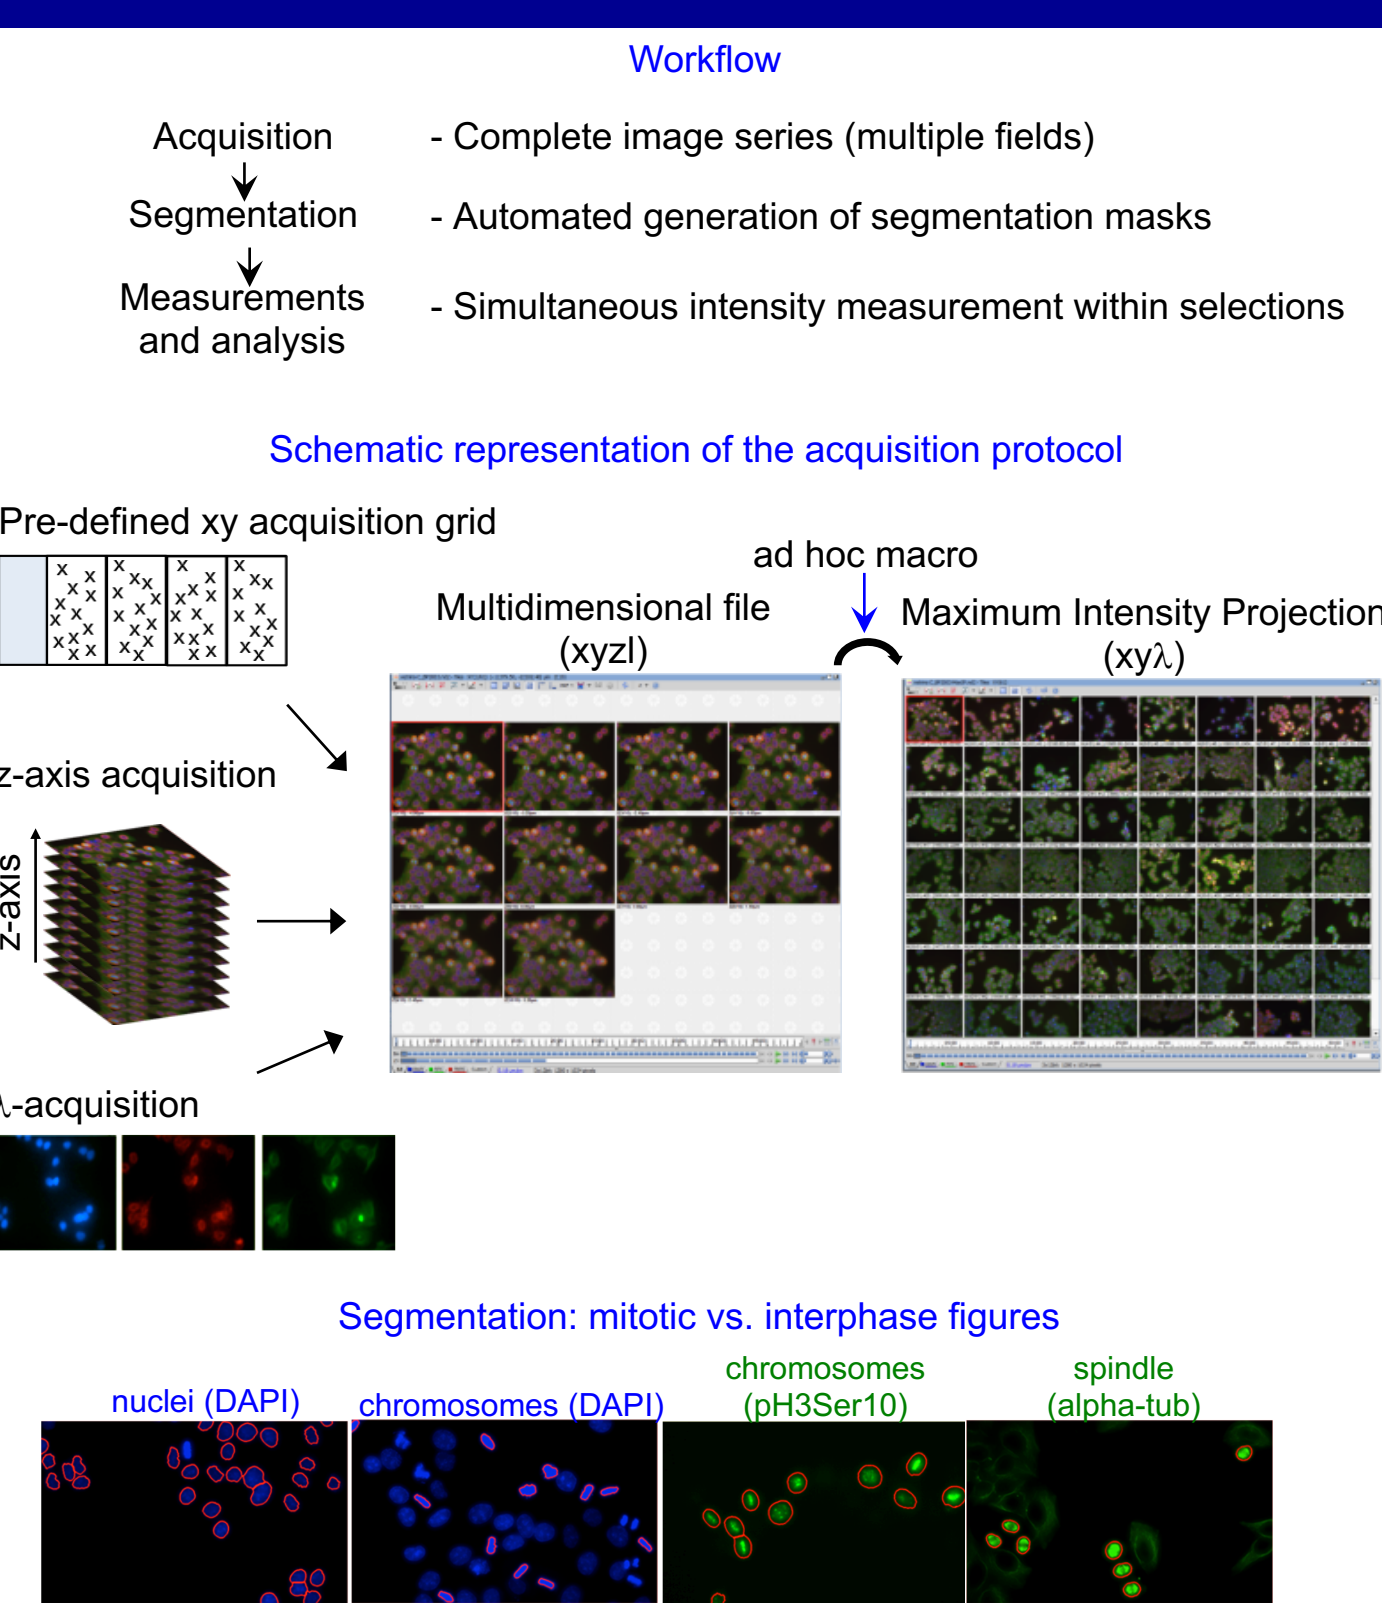 Workflow
Acquisition
- Complete image series (multiple fields)
Segmentation
- Automated generation of segmentation masks
Measurements
and analysis
- Simultaneous intensity measurement within selections
Schematic representation of the acquisition protocol
Pre-defined xy acquisition grid
ad hoc macro
Multidimensional file
(xyzl)
Maximum Intensity Projection
(xyλ)
z-axis acquisition
z-axis
λ-acquisition
Segmentation: mitotic vs. interphase figures
nuclei (DAPI)
chromosomes (DAPI)
chromosomes
(pH3Ser10)
spindle
(alpha-tub)